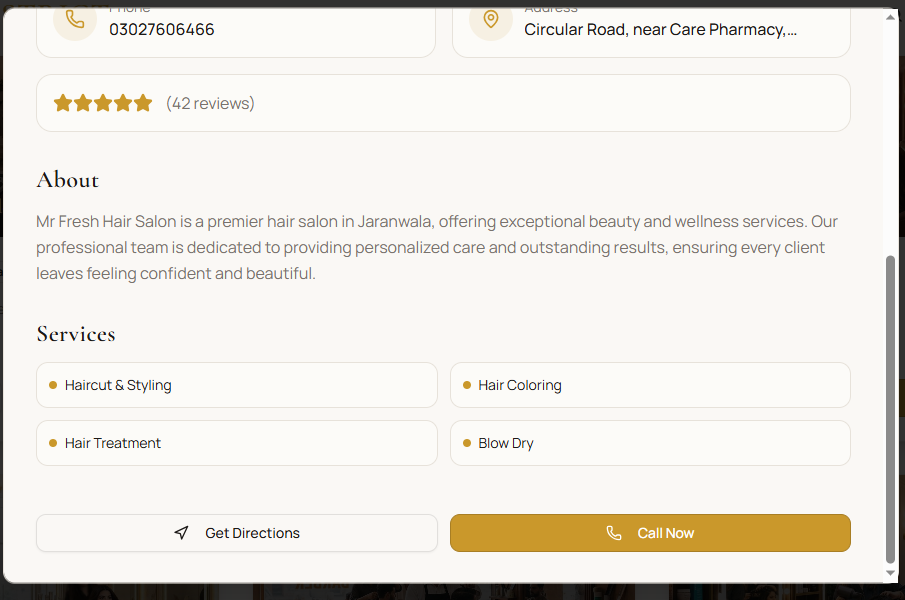 Phone
Address
03027606466
Circular Road, near Care Pharmacy,...
(42 reviews)
About
Mr Fresh Hair Salon is a premier hair salon in Jaranwala, offering exceptional beauty and wellness services. Our
professional team is dedicated to providing personalized care and outstanding results, ensuring every client
leaves feeling confident and beautiful.
Services
Haircut & Styling
Hair Coloring
Hair Treatment
Blow Dry
Get Directions
Call Now